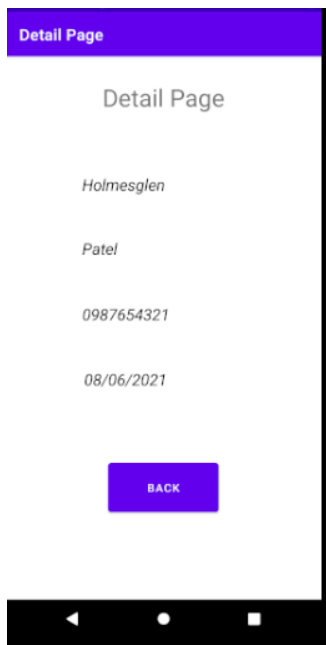 Detail Page
Detail Page
Holmesglen
Patel
0987654321
08/06/2021
BACK